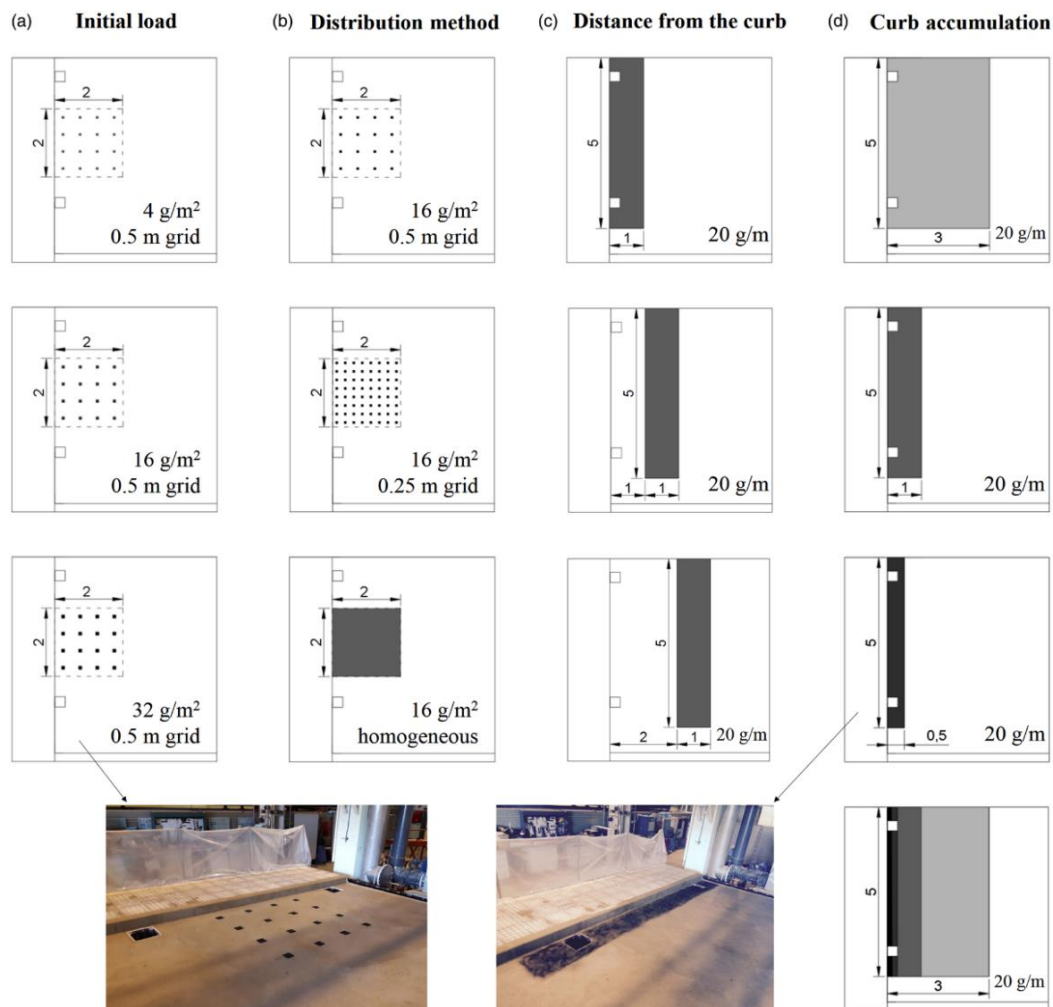 (a) Initial load
(b) Distribution method
(c) Distance from the curb
(d) Curb accumulation
2
2
4 g/m²
0.5 m grid
2
2
16 g/m²
0.5 m grid
5
1
20 g/m
5
3
20 g/m
2
2
16 g/m²
0.5 m grid
2
2
16 g/m²
0.25 m grid
5
1
1
20 g/m
5
1
20 g/m
2
2
32 g/m²
0.5 m grid
2
2
16 g/m²
homogeneous
5
2
1
20 g/m
5
0,5
20 g/m
5
3